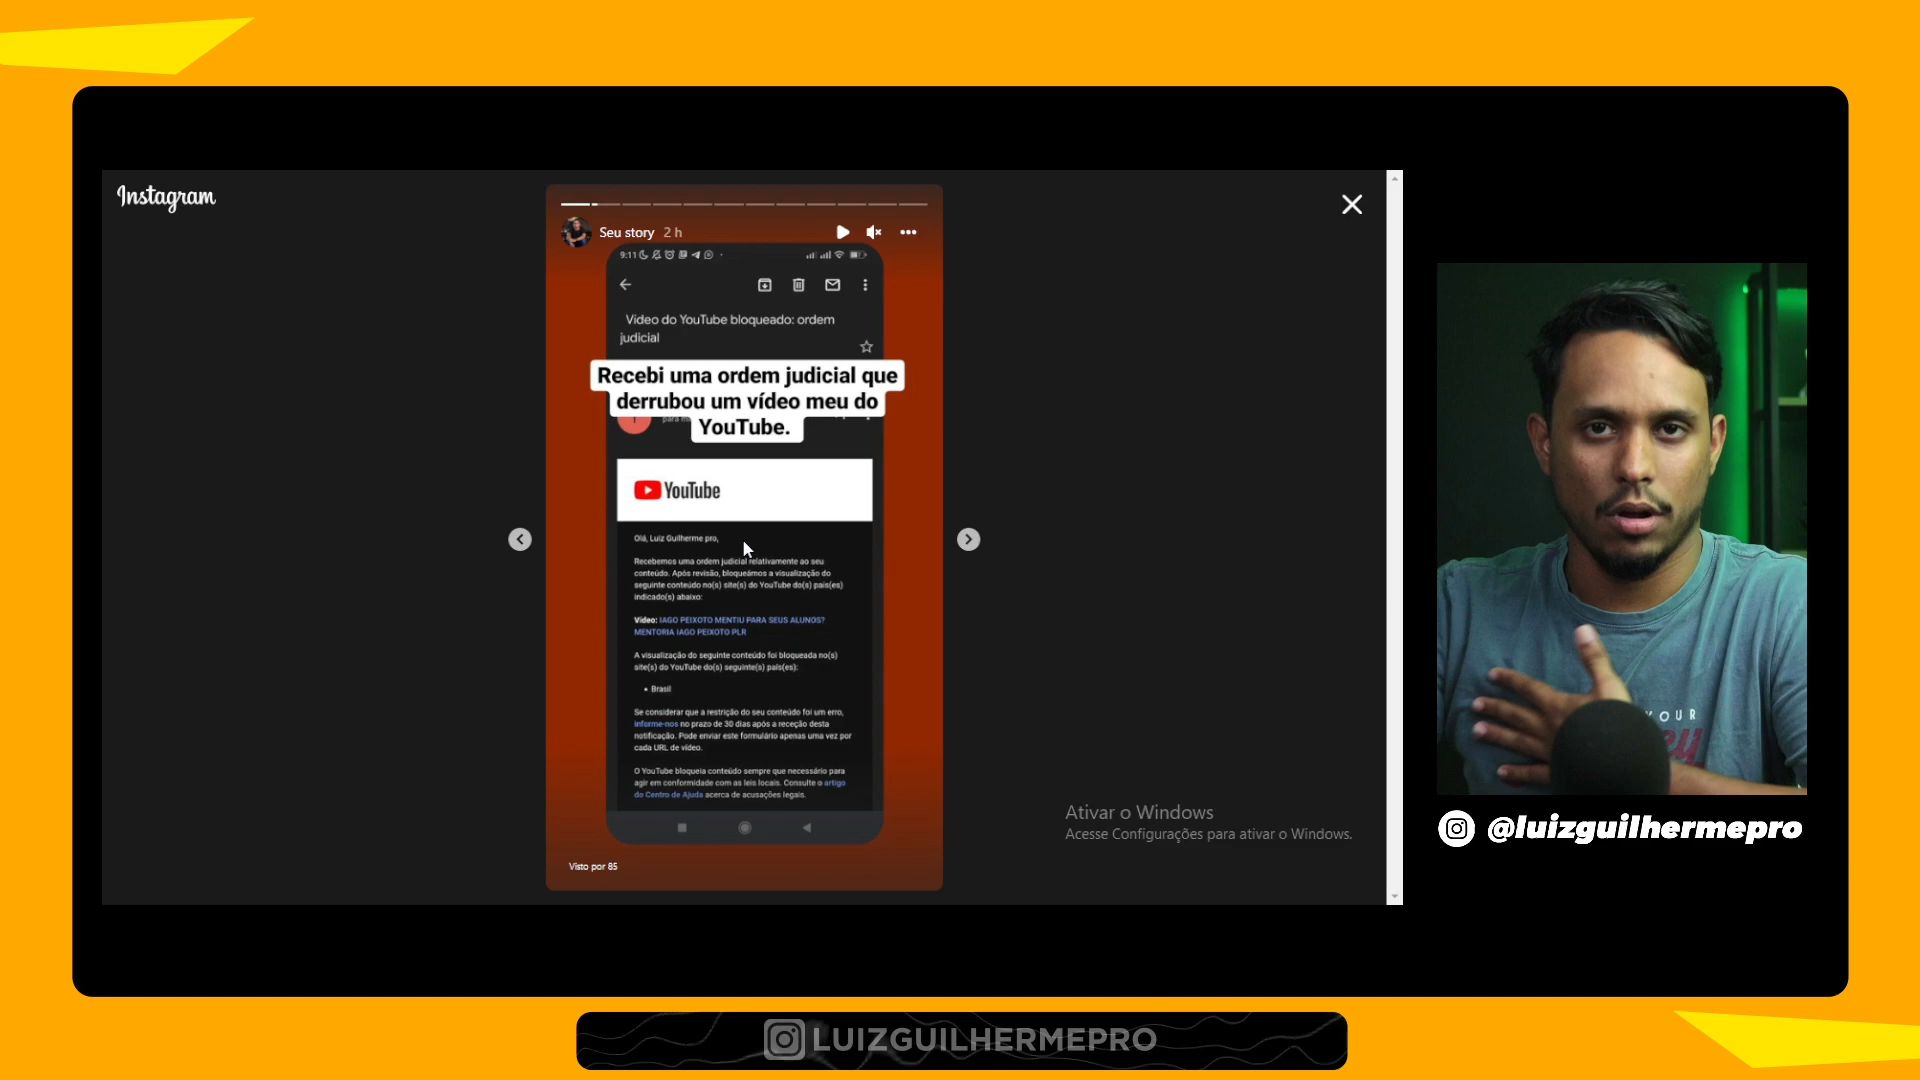 Instagram
Seu story 2 h
9:11
Vídeo do YouTube bloqueado: ordem
judicial
Recebi uma ordem judicial que
derrubou um vídeo meu do
YouTube.
YouTube
Olá, Luiz Guilherme pro,
Recebemos uma ordem judicial relativamente ao seu
conteúdo. Após revisão, bloqueámos a visualização do
seguinte conteúdo no(s) site(s) do YouTube do(s) país(es)
indicado(s) abaixo:
Vídeo: IAGO PEIXOTO MENTIU PARA SEUS ALUNOS?
MENTORIA IAGO PEIXOTO PLR
A visualização do seguinte conteúdo foi bloqueada no(s)
site(s) do YouTube do(s) seguinte(s) país(es):
• Brasil
Se considerar que a restrição do seu conteúdo foi um erro,
informe-nos no prazo de 30 dias após a receção desta
notificação. Pode enviar este formulário apenas uma vez por
cada URL de vídeo.
O YouTube bloqueia conteúdo sempre que necessário para
agir em conformidade com as leis locais. Consulte o artigo
do Centro de Ajuda acerca de acusações legais.
Visto por 85
Ativar o Windows
Acesse Configurações para ativar o Windows.
YOUR
@luizguilhermepro
LUIZGUILHERMEPRO